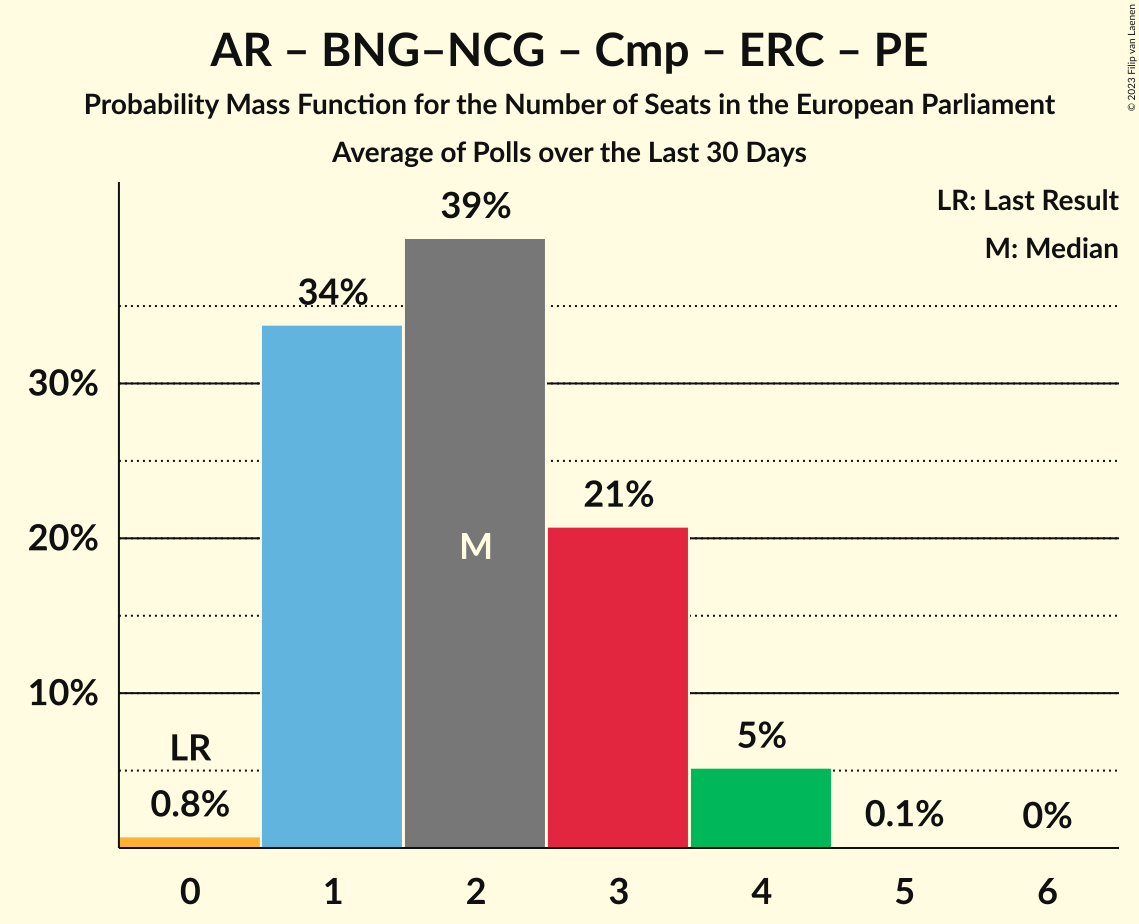 AR – BNG–NCG – Cmp – ERC – PE
Probability Mass Function for the Number of Seats in the European Parliament
Average of Polls over the Last 30 Days
© 2023 Filip van Laenen
LR: Last Result
M: Median
39%
34%
30%
21%
20%
M
10%
LR
5%
0.8%
0.1%
0%
0 1 2 3 4 5 6